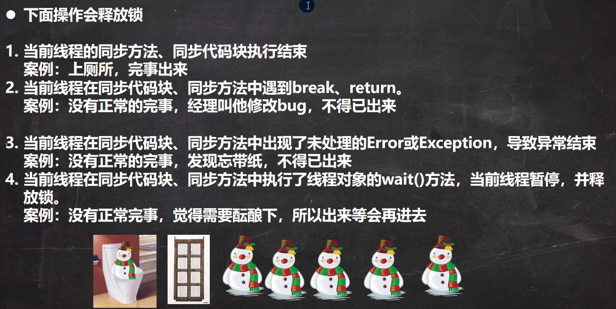 ● 下面操作会释放锁
1. 当前线程的同步方法、同步代码块执行结束
案例：上厕所，完事出来
2. 当前线程在同步代码块、同步方法中遇到break、return。
案例：没有正常的完事，经理叫他修改bug，不得已出来
3. 当前线程在同步代码块、同步方法中出现了未处理的Error或Exception，导致异常结束
案例：没有正常的完事，发现忘带纸，不得已出来
4. 当前线程在同步代码块、同步方法中执行了线程对象的wait()方法，当前线程暂停，并释
放锁。
案例：没有正常完事，觉得需要酝酿下，所以出来等会再进去